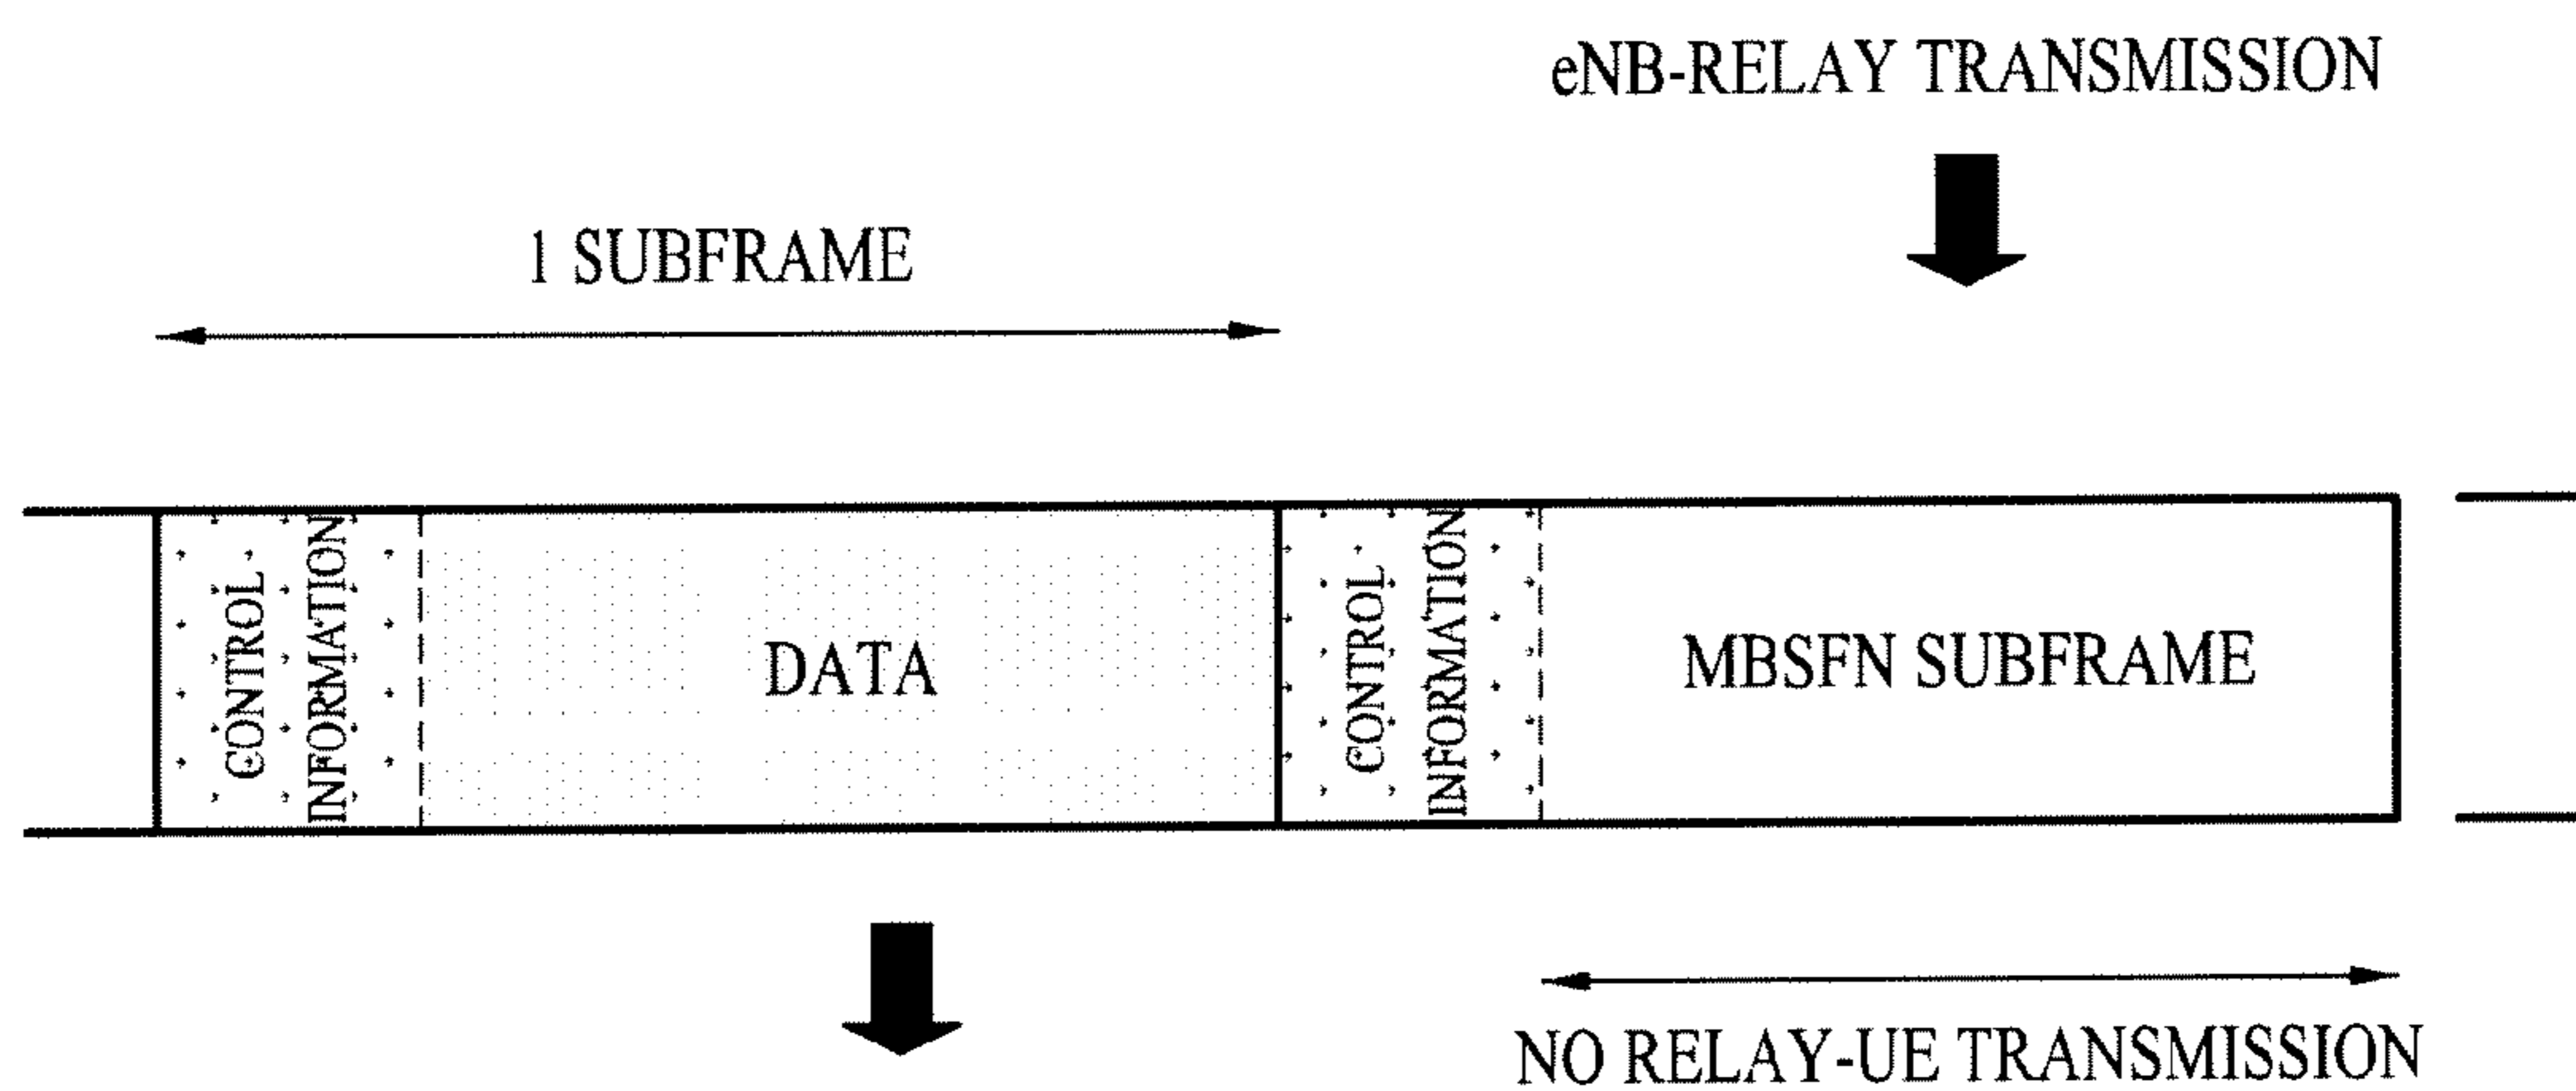 eNB-RELAY TRANSMISSION
1 SUBFRAME
CONTROL
INFORMATION
DATA
CONTROL
INFORMATION
MBSFN SUBFRAME
NO RELAY-UE TRANSMISSION